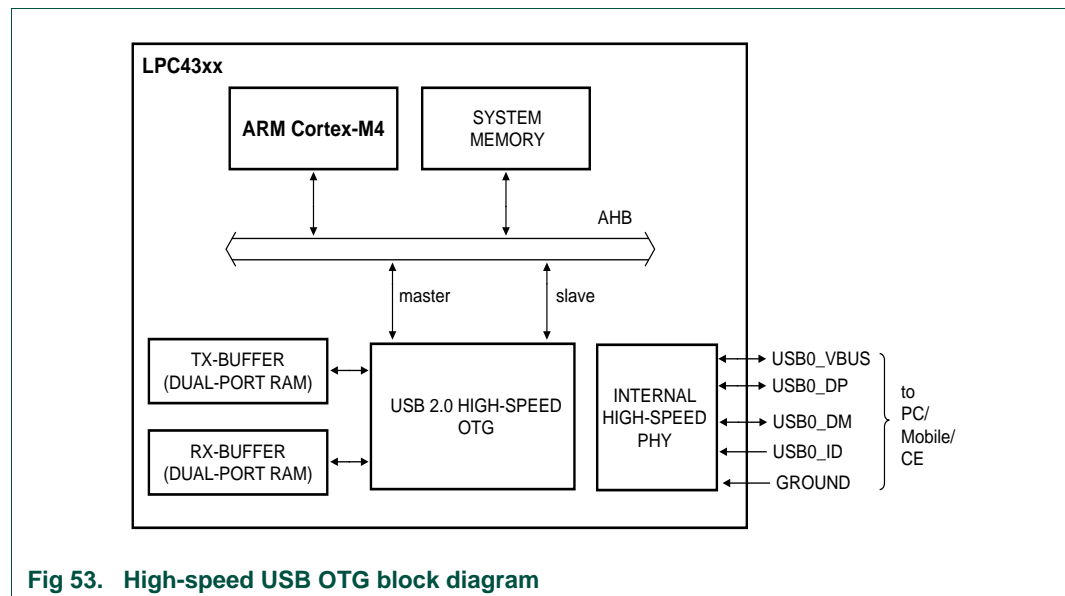 LPC43xx
ARM Cortex-M4
SYSTEM
MEMORY
AHB
master
slave
TX-BUFFER
(DUAL-PORT RAM)
RX-BUFFER
(DUAL-PORT RAM)
USB 2.0 HIGH-SPEED
OTG
INTERNAL
HIGH-SPEED
PHY
USB0_VBUS
USB0_DP
USB0_DM
USB0_ID
GROUND
to
PC/
Mobile/
CE
Fig 53. High-speed USB OTG block diagram